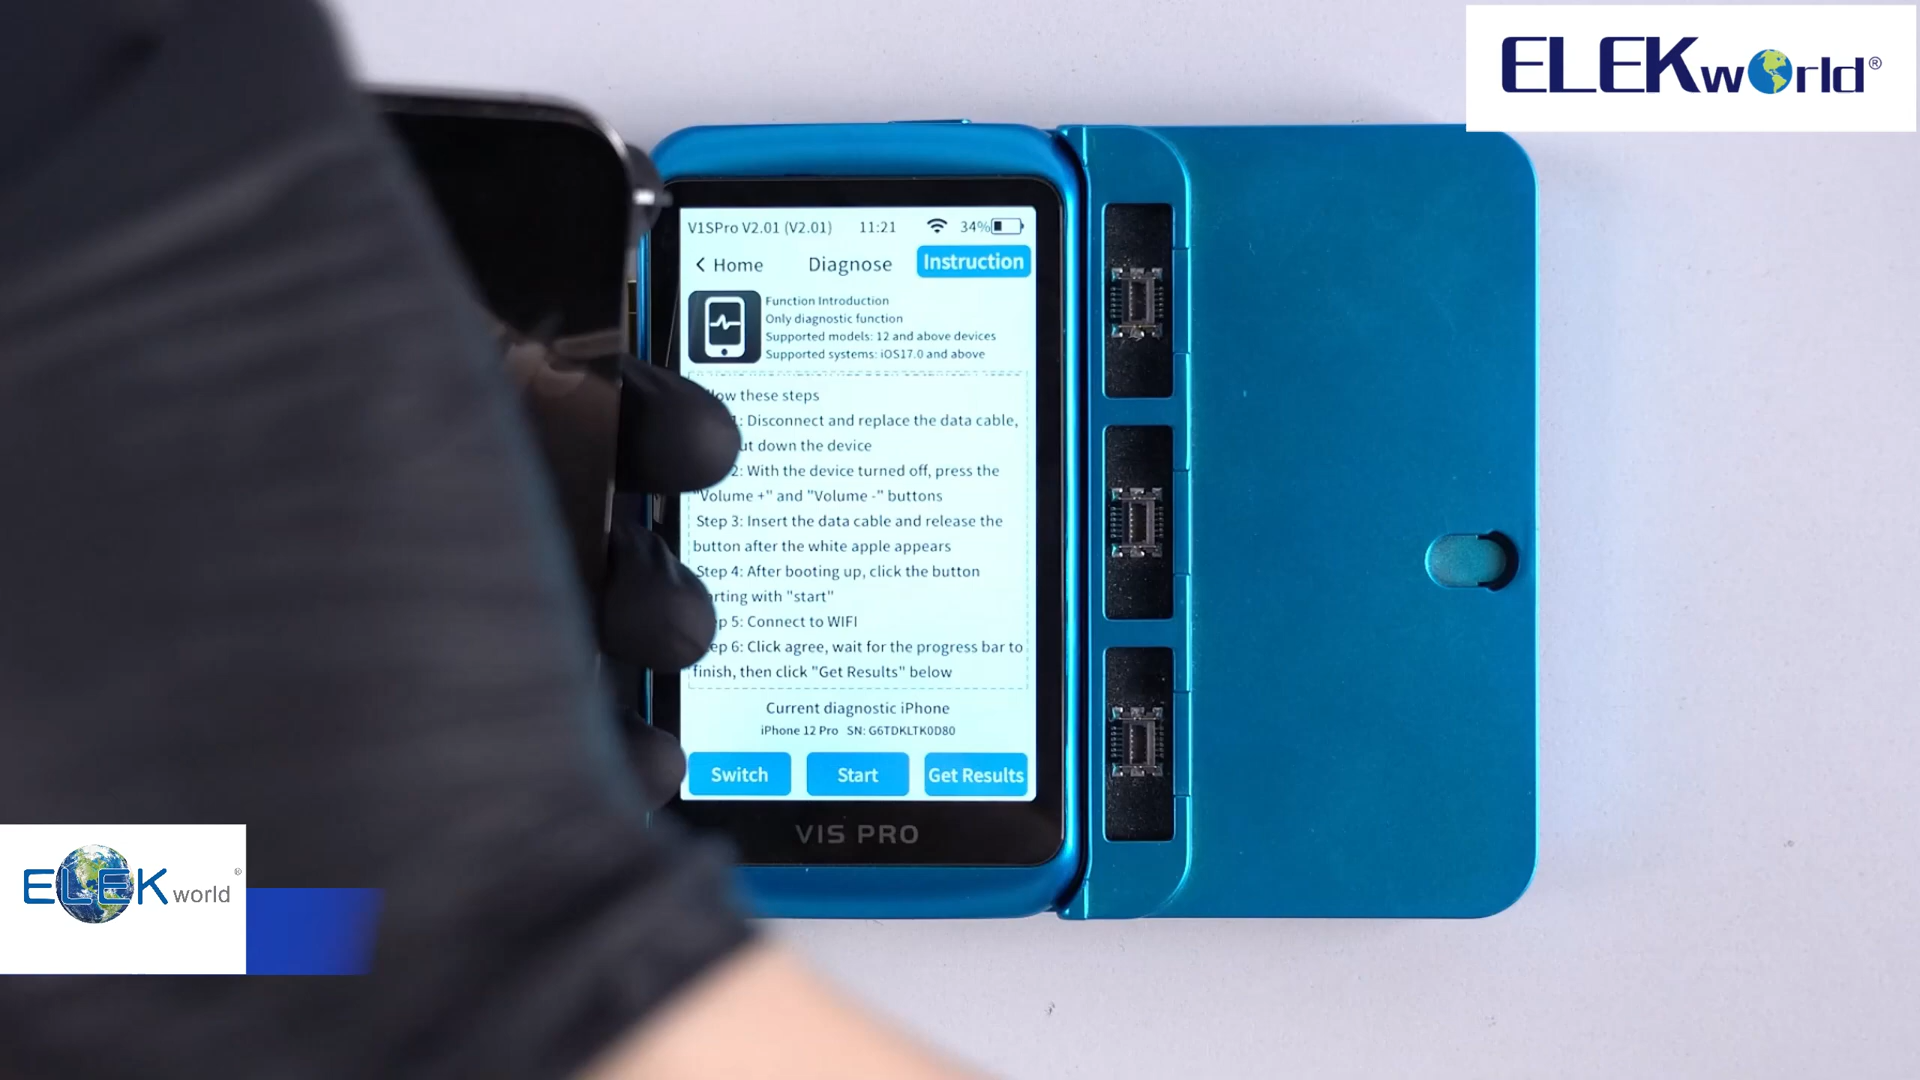 ELEKworld®
V1SPro V2.01 (V2.01) 11:21 34%
< Home Diagnose Instruction
Function Introduction
Only diagnostic function
Supported models: 12 and above devices
Supported systems: iOS17.0 and above
these steps
1: Disconnect and replace the data cable,
down the device
2: With the device turned off, press the
"Volume +" and "Volume -" buttons
Step 3: Insert the data cable and release the
button after the white apple appears
Step 4: After booting up, click the button
with "start"
5: Connect to WIFI
6: Click agree, wait for the progress bar to
finish, then click "Get Results" below
Current diagnostic iPhone
iPhone 12 Pro SN: G6TDKLTK0D80
Switch Start Get Results
VIS PRO
ELEK world®